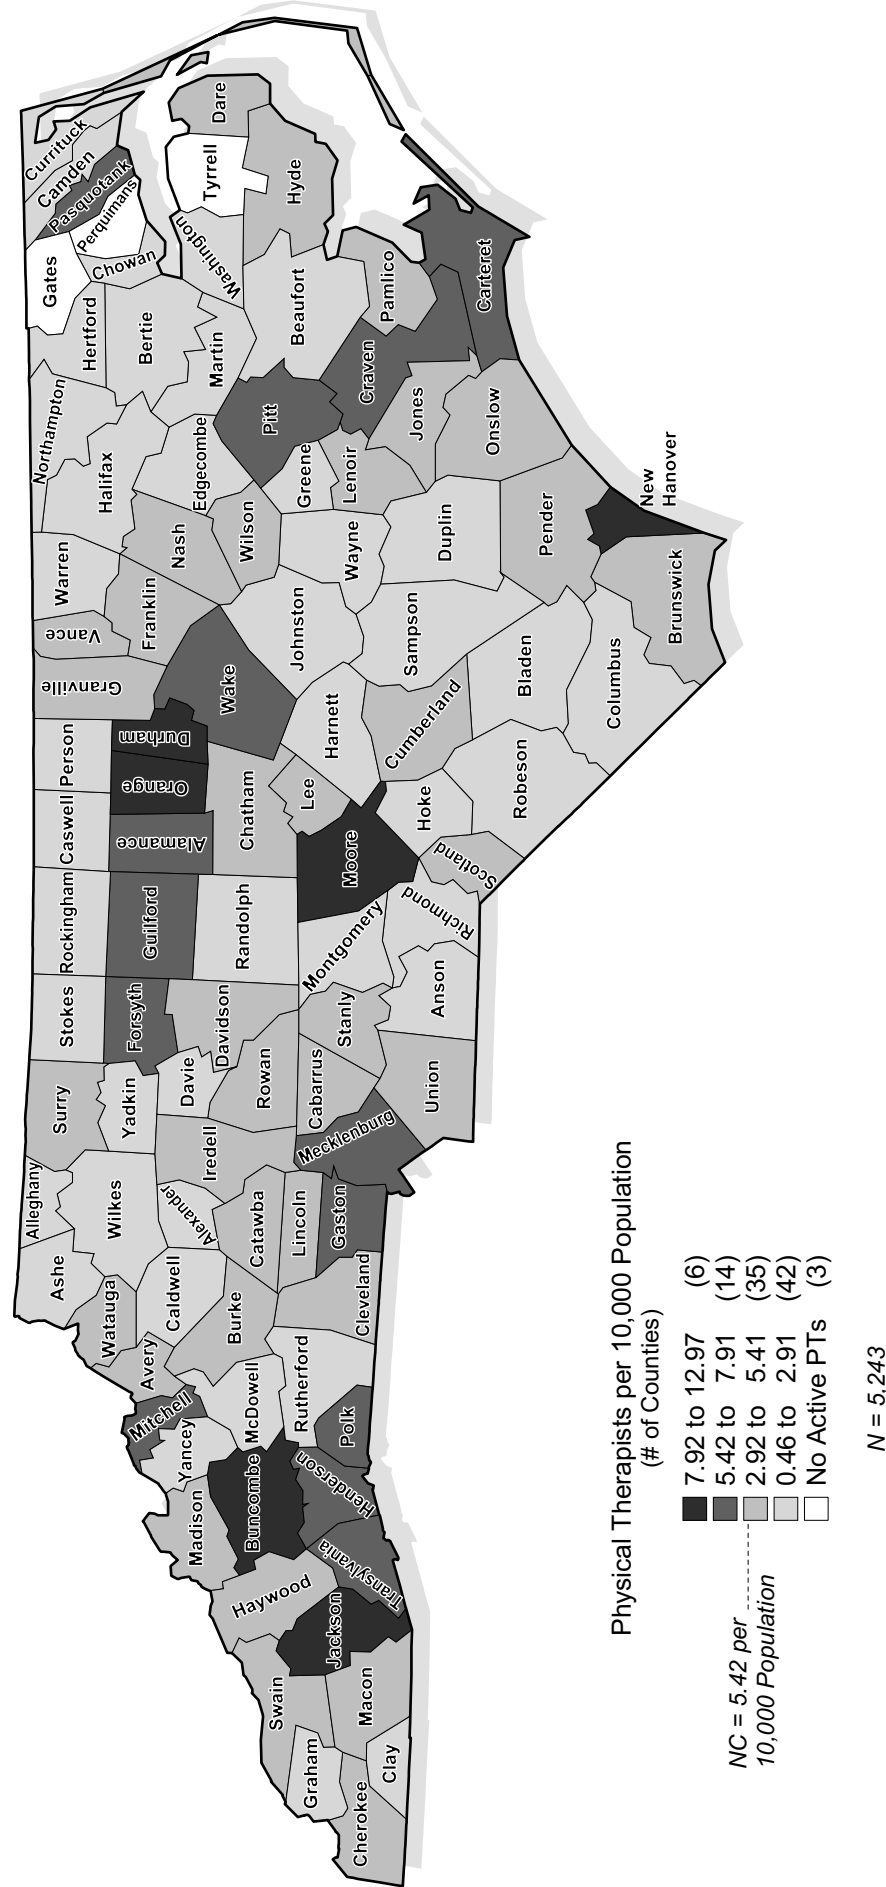 Cherokee
Graham
Clay
Swain
Macon
Jackson
Haywood
Transylvania
Madison
Buncombe
Henderson
Yancey
Mitchell
McDowell
Polk
Rutherford
Avery
Watauga
Caldwell
Burke
Cleveland
Ashe
Alleghany
Wilkes
Alexander
Catawba
Lincoln
Gaston
Surry
Yadkin
Iredell
Mecklenburg
Davie
Rowan
Cabarrus
Union
Stokes
Forsyth
Davidson
Stanly
Anson
Rockingham
Guilford
Randolph
Montgomery
Richmond
Caswell
Alamance
Chatham
Moore
Scotland
Person
Orange
Durham
Lee
Hoke
Robeson
Granville
Vance
Wake
Harnett
Cumberland
Bladen
Columbus
Warren
Franklin
Johnston
Sampson
Brunswick
Northampton
Halifax
Nash
Wilson
Wayne
Duplin
Pender
New
Hanover
Edgecombe
Greene
Lenoir
Jones
Onslow
Hertford
Bertie
Martin
Pitt
Craven
Beaufort
Pamlico
Carteret
Gates
Chowan
Perquimans
Pasquotank
Camden
Currituck
Washington
Tyrrell
Hyde
Dare
Physical Therapists per 10,000 Population
(# of Counties)
7.92 to 12.97 (6)
5.42 to 7.91 (14)
2.92 to 5.41 (35)
0.46 to 2.91 (42)
No Active PTs (3)
NC = 5.42 per
10,000 Population
N = 5,243